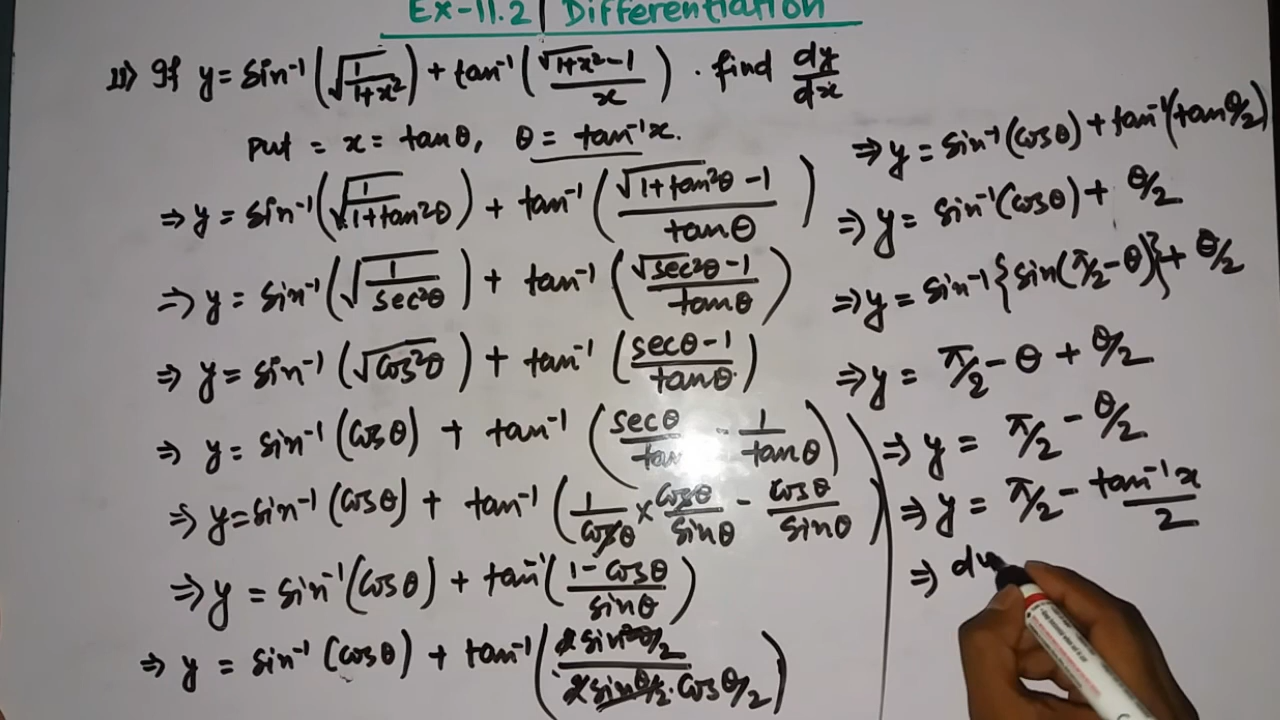 Ex-11.2 | Differentiation
If y = sin⁻¹(√(1/1+x²)) + tan⁻¹((√1+x² - 1)/x) . find dy/dx
Put = x = tanθ, θ = tan⁻¹x.
⇒ y = sin⁻¹(√(1/1+tan²θ)) + tan⁻¹((√1+tan²θ - 1)/tanθ)
⇒ y = sin⁻¹(√(1/sec²θ)) + tan⁻¹((√sec²θ - 1)/tanθ)
⇒ y = sin⁻¹(√cos²θ) + tan⁻¹((secθ - 1)/tanθ)
⇒ y = sin⁻¹(cosθ) + tan⁻¹(secθ/tan - 1/tanθ)
⇒ y = sin⁻¹(cosθ) + tan⁻¹(1/cosθ × cosθ/sinθ - cosθ/sinθ)
⇒ y = sin⁻¹(cosθ) + tan⁻¹((1 - cosθ)/sinθ)
⇒ y = sin⁻¹(cosθ) + tan⁻¹((2sin²θ/2)/(2sinθ/2 . cosθ/2))
⇒ y = sin⁻¹(cosθ) + tan⁻¹(tanθ/2)
⇒ y = sin⁻¹(cosθ) + θ/2
⇒ y = sin⁻¹{sin(π/2 - θ)} + θ/2
⇒ y = π/2 - θ + θ/2
⇒ y = π/2 - θ/2
⇒ y = π/2 - tan⁻¹x/2
⇒ dy